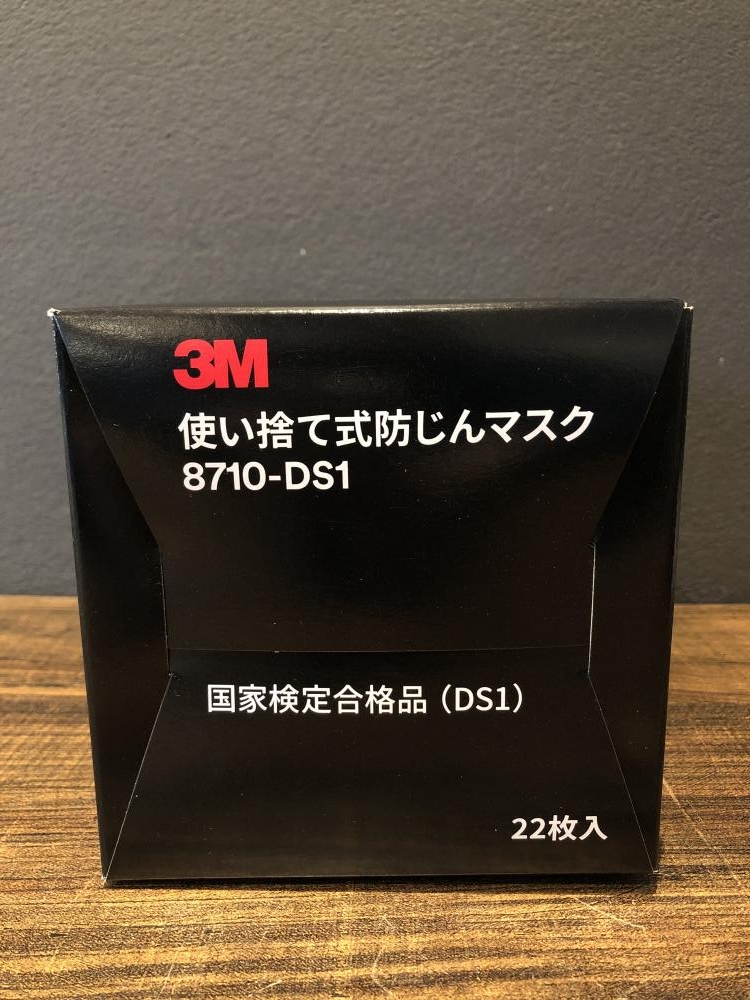 3M
使い捨て式防じんマスク
8710-DS1
国家検定合格品（DS1）
22枚入